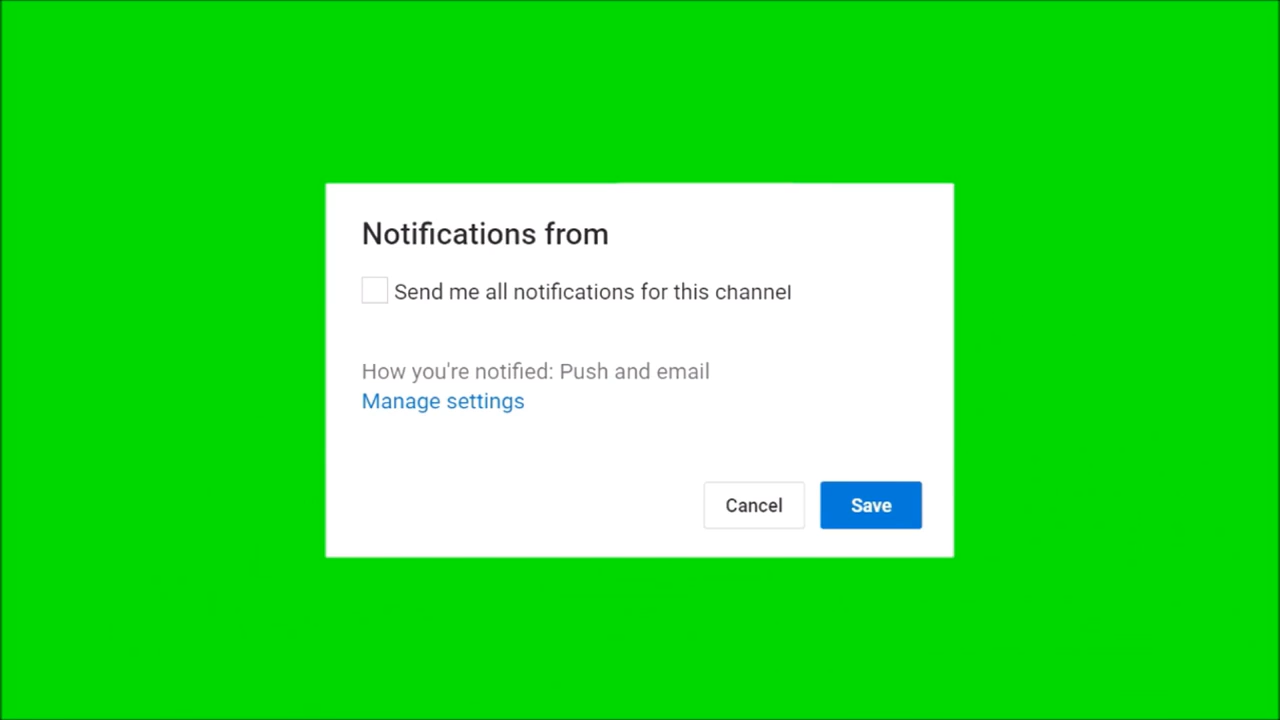 Notifications from
Send me all notifications for this channel
How you're notified: Push and email
Manage settings
Cancel Save